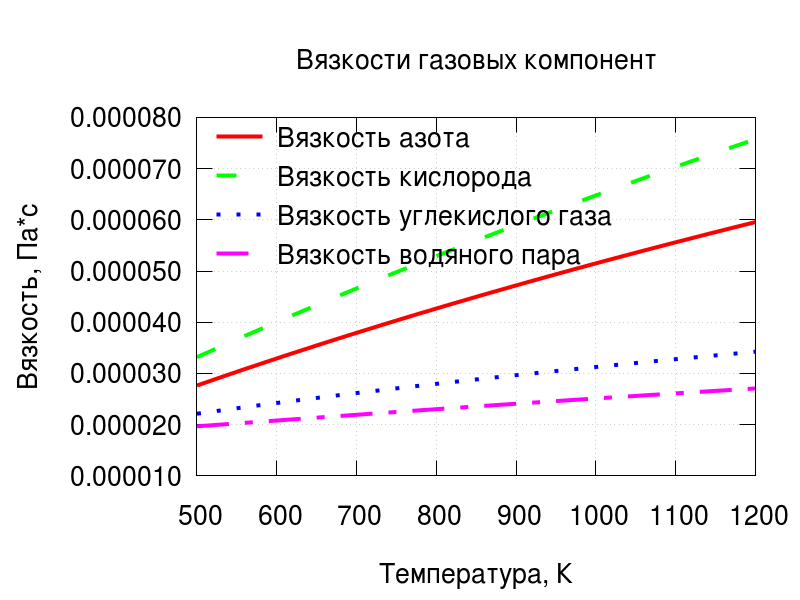 Вязкости газовых компонент
0.000080
0.000070
0.000060
0.000050
0.000040
0.000030
0.000020
0.000010
Вязкость, Па*с
Вязкость азота
Вязкость кислорода
Вязкость углекислого газа
Вязкость водяного пара
500 600 700 800 900 1000 1100 1200
Температура, К